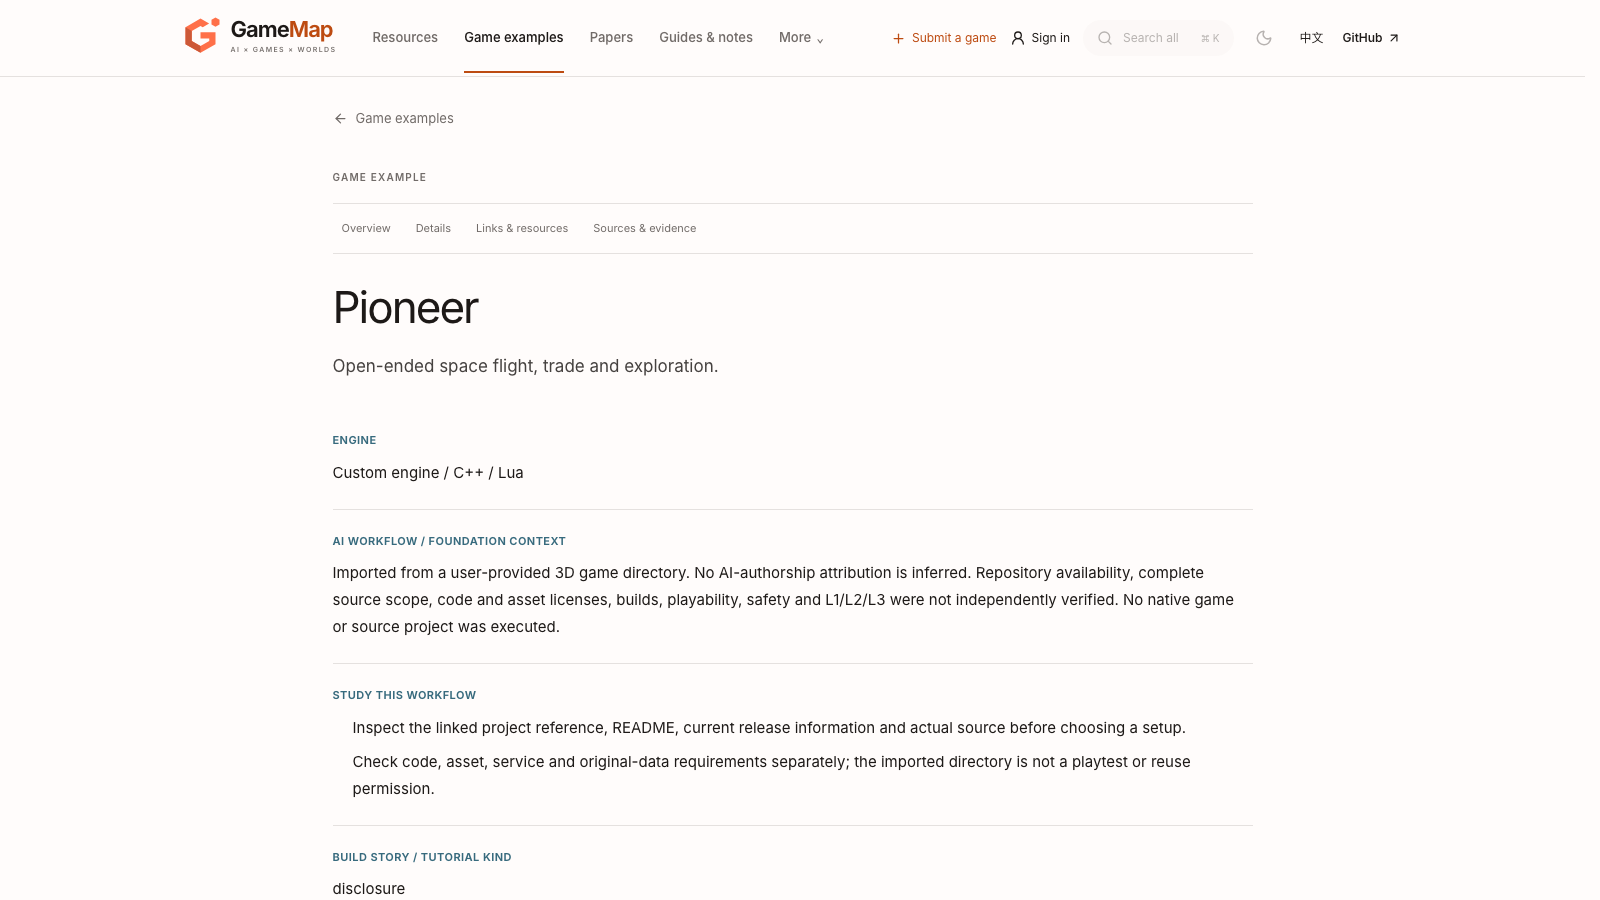 GameMap
AI × GAMES × WORLDS
Resources
Game examples
Papers
Guides & notes
More
Submit a game
Sign in
Search all
⌘ K
中文
GitHub
Game examples
GAME EXAMPLE
Overview
Details
Links & resources
Sources & evidence
Pioneer
Open-ended space flight, trade and exploration.
ENGINE
Custom engine / C++ / Lua
AI WORKFLOW / FOUNDATION CONTEXT
Imported from a user-provided 3D game directory. No AI-authorship attribution is inferred. Repository availability, complete
source scope, code and asset licenses, builds, playability, safety and L1/L2/L3 were not independently verified. No native game
or source project was executed.
STUDY THIS WORKFLOW
Inspect the linked project reference, README, current release information and actual source before choosing a setup.
Check code, asset, service and original-data requirements separately; the imported directory is not a playtest or reuse
permission.
BUILD STORY / TUTORIAL KIND
disclosure